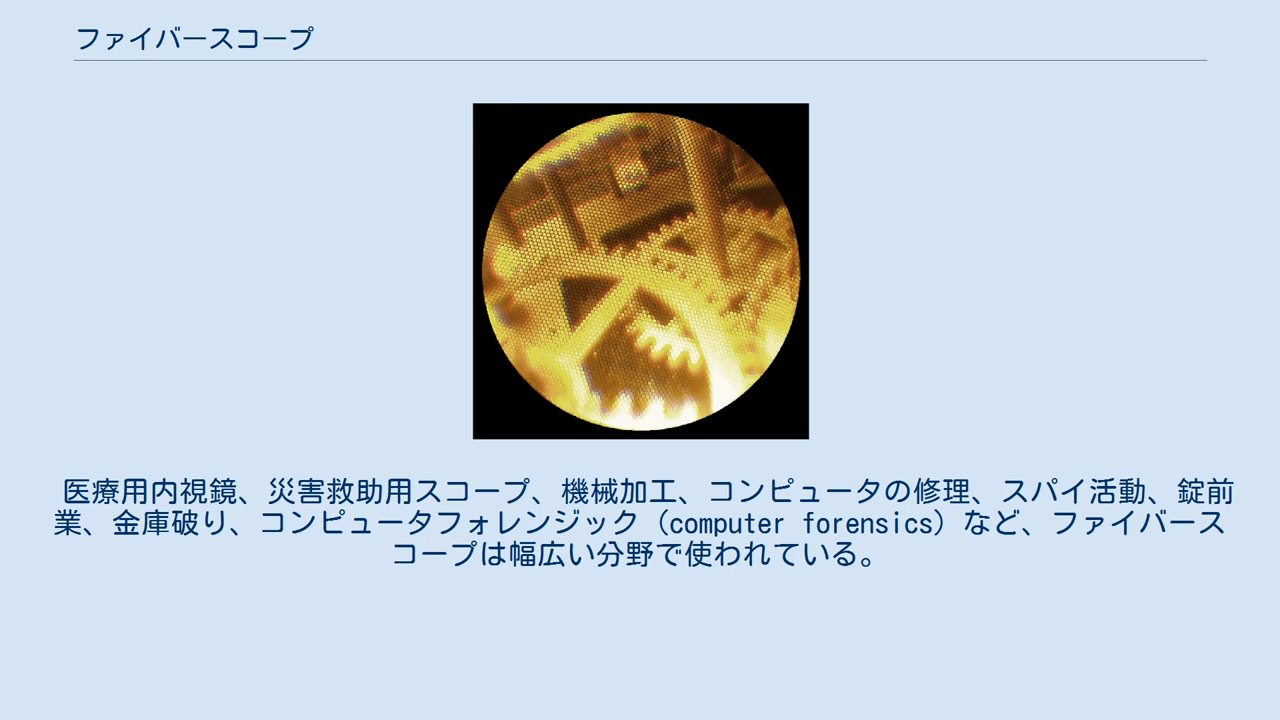 ファイバースコープ
医療用内視鏡、災害救助用スコープ、機械加工、コンピュータの修理、スパイ活動、錠前
業、金庫破り、コンピュータフォレンジック（computer forensics）など、ファイバース
コープは幅広い分野で使われている。